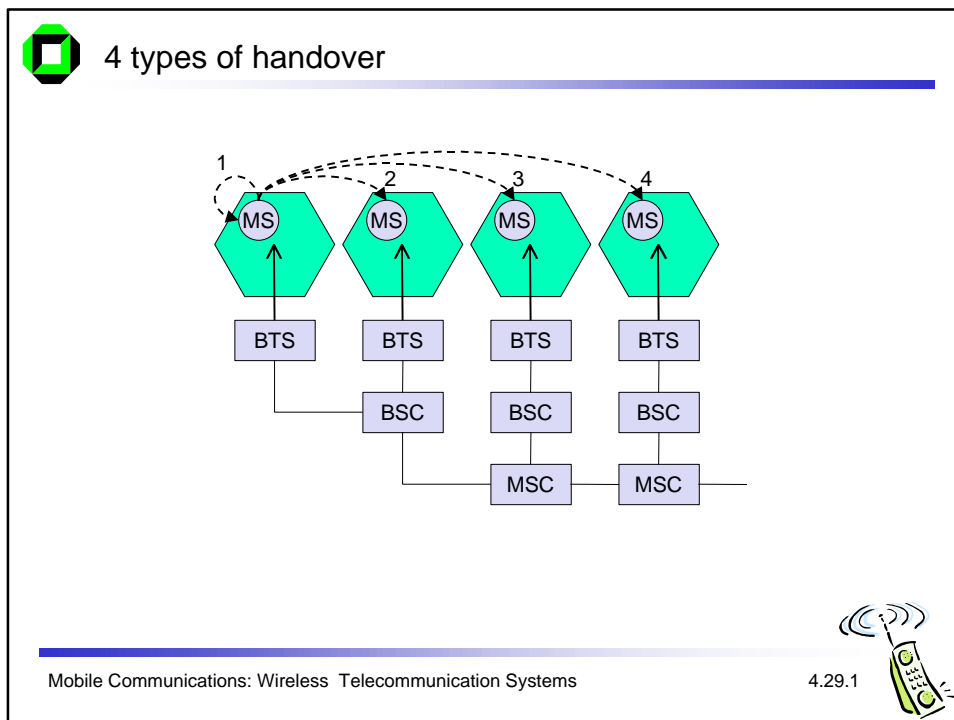 4 types of handover
1
2 3 4
MS MS MS MS
BTS BTS BTS BTS
BSC BSC BSC
MSC MSC
Mobile Communications: Wireless Telecommunication Systems 4.29.1